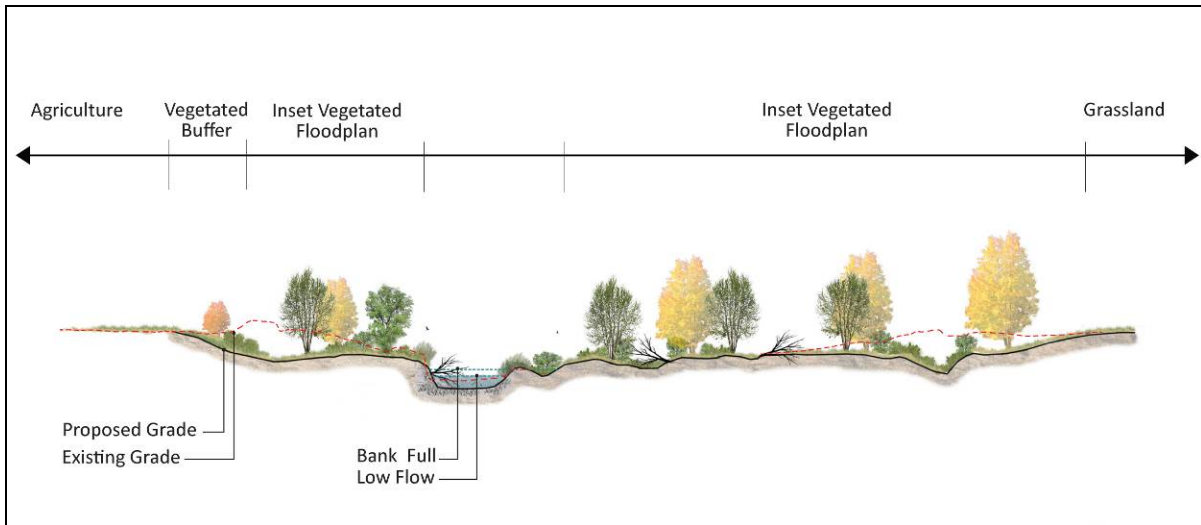 Agriculture
Vegetated
Buffer
Inset Vegetated
Floodplan
Inset Vegetated
Floodplan
Grassland
Proposed Grade
Existing Grade
Bank Full
Low Flow